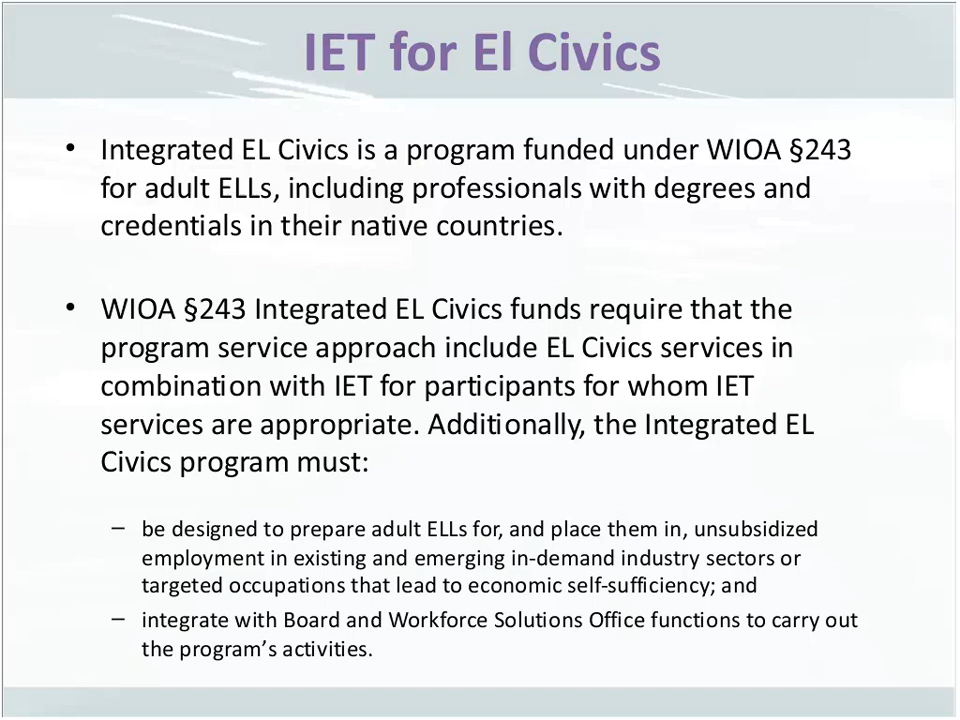 IET for El Civics
• Integrated EL Civics is a program funded under WIOA §243
for adult ELLs, including professionals with degrees and
credentials in their native countries.
• WIOA §243 Integrated EL Civics funds require that the
program service approach include EL Civics services in
combination with IET for participants for whom IET
services are appropriate. Additionally, the Integrated EL
Civics program must:
– be designed to prepare adult ELLs for, and place them in, unsubsidized
employment in existing and emerging in-demand industry sectors or
targeted occupations that lead to economic self-sufficiency; and
– integrate with Board and Workforce Solutions Office functions to carry out
the program’s activities.